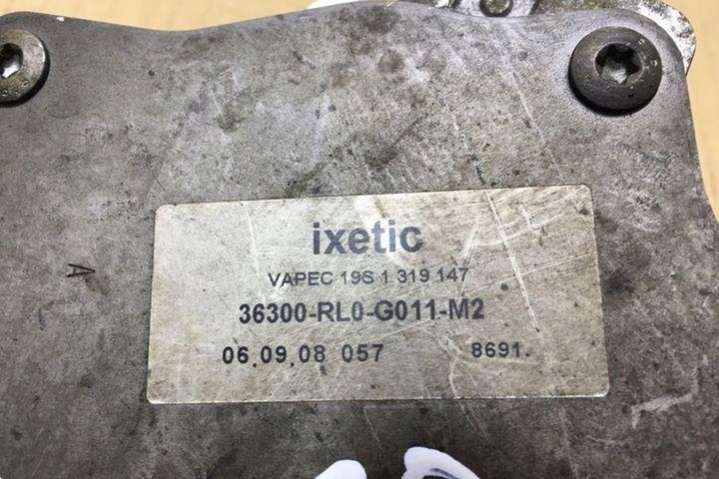 ixetic
VAPEC 19S 1 319 147
36300-RL0-G011-M2
06.09.08 057 8691.
A